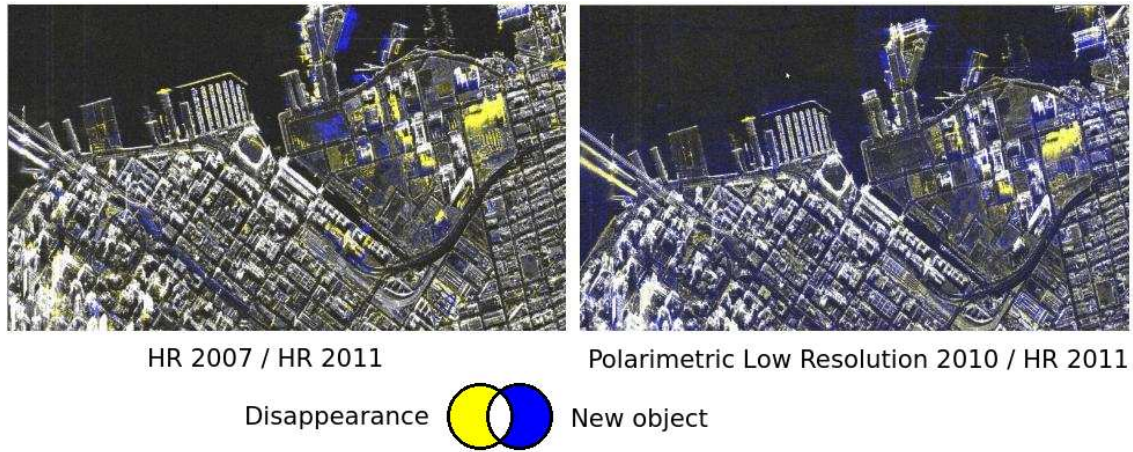 HR 2007 / HR 2011
Polarimetric Low Resolution 2010 / HR 2011
Disappearance
New object